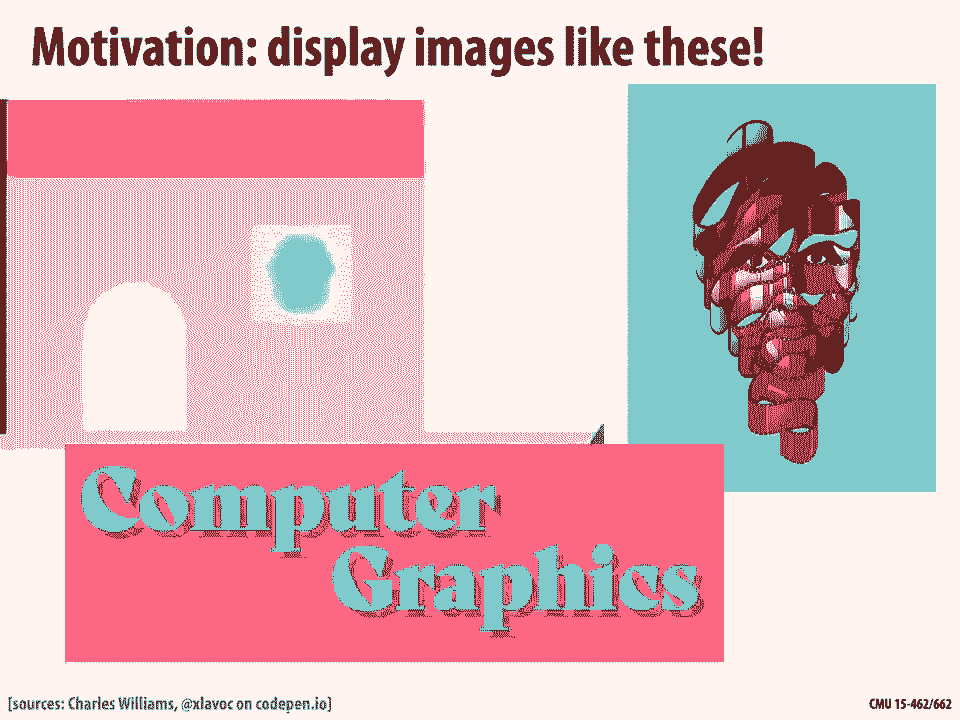 Motivation: display images like these!
Computer
Graphics
[sources: Charles Williams, @xlavoc on codepen.io]
CMU 15-462/662